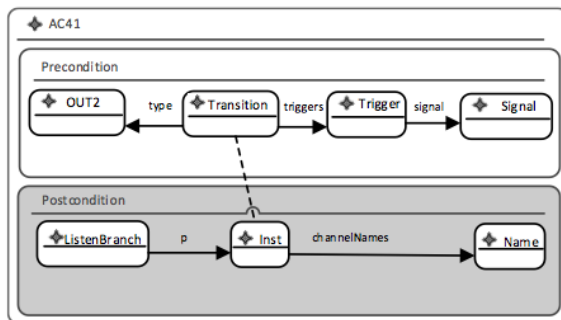 AC41
Precondition
OUT2 type Transition triggers Trigger signal Signal
Postcondition
ListenBranch p Inst channelNames Name